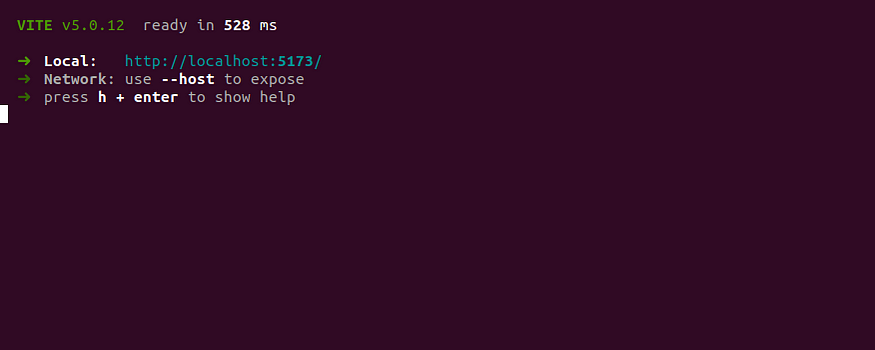 VITE v5.0.12  ready in 528 ms
➜  Local:   http://localhost:5173/
➜  Network: use --host to expose
➜  press h + enter to show help